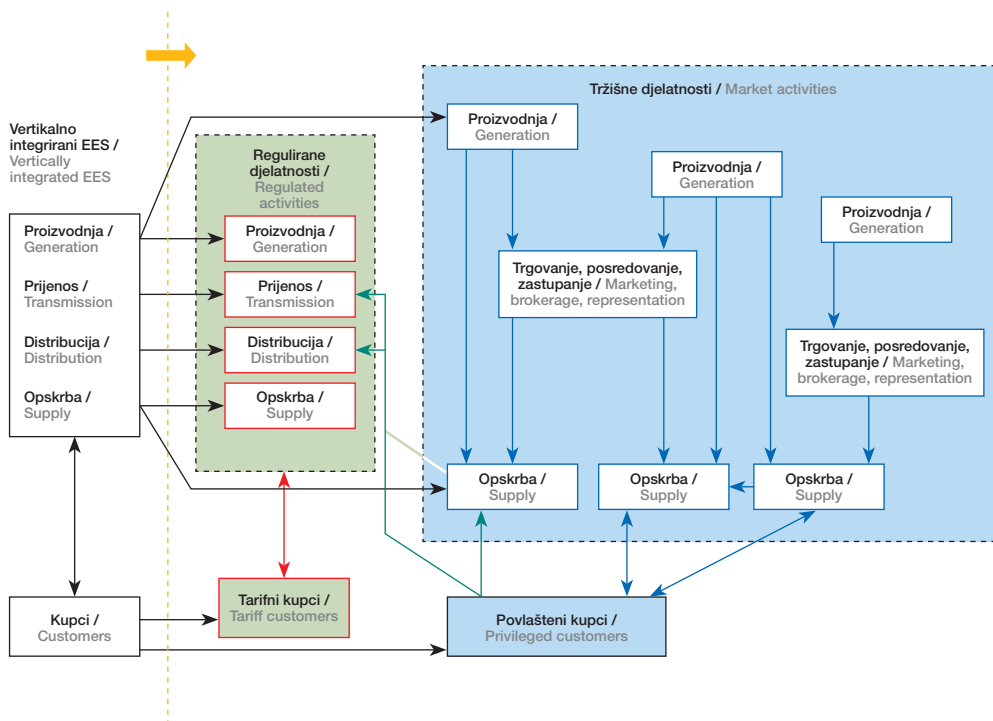 Vertikalno
integrirani EES /
Vertically
integrated EES
Proizvodnja /
Generation
Prijenos /
Transmission
Distribucija /
Distribution
Opskrba /
Supply
Kupci /
Customers
Regulirane
djelatnosti /
Regulated
activities
Proizvodnja /
Generation
Prijenos /
Transmission
Distribucija /
Distribution
Opskrba /
Supply
Tarifni kupci /
Tariff customers
Tržišne djelatnosti / Market activities
Proizvodnja /
Generation
Proizvodnja /
Generation
Proizvodnja /
Generation
Trgovanje, posredovanje,
zastupanje / Marketing,
brokerage, representation
Trgovanje, posredovanje,
zastupanje / Marketing,
brokerage, representation
Opskrba /
Supply
Opskrba /
Supply
Opskrba /
Supply
Povlašteni kupci /
Privileged customers